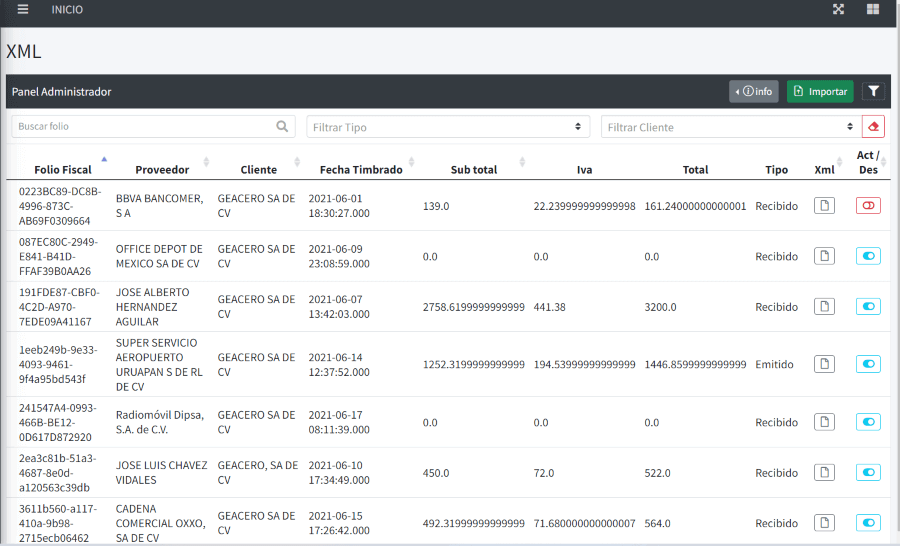 INICIO
XML
Panel Administrador
info
Importar
Buscar folio
Filtrar Tipo
Filtrar Cliente
Folio Fiscal Proveedor Cliente Fecha Timbrado Sub total Iva Total Tipo Xml Act / Des
0223BC89-DC8B-
4996-873C-
AB69F0309664
BBVA BANCOMER,
S A
GEACERO SA DE
CV
2021-06-01
18:30:27.000
139.0
22.239999999999998
161.24000000000001
Recibido
087EC80C-2949-
E841-B41D-
FFAF39B0AA26
OFFICE DEPOT DE
MEXICO SA DE CV
GEACERO SA DE
CV
2021-06-09
23:08:59.000
0.0
0.0
0.0
Recibido
191FDE87-CBF0-
4C2D-A970-
7EDE09A41167
JOSE ALBERTO
HERNANDEZ
AGUILAR
GEACERO SA DE
CV
2021-06-07
13:42:03.000
2758.6199999999999
441.38
3200.0
Recibido
1eeb249b-9e33-
4093-9461-
9f4a95bd543f
SUPER SERVICIO
AEROPUERTO
URUAPAN S DE RL
DE CV
GEACERO SA DE
CV
2021-06-14
12:37:52.000
1252.3199999999999
194.53999999999999
1446.8599999999999
Emitido
241547A4-0993-
466B-BE12-
0D617D872920
Radiomóvil Dipsa,
S.A. de C.V.
GEACERO SA DE
CV
2021-06-17
08:11:39.000
0.0
0.0
0.0
Recibido
2ea3c81b-51a3-
4687-8e0d-
a120563c39db
JOSE LUIS CHAVEZ
VIDALES
GEACERO, SA DE
CV
2021-06-10
17:34:49.000
450.0
72.0
522.0
Recibido
3611b560-a117-
410a-9b98-
2715ecb06462
CADENA
COMERCIAL OXXO,
SA DE CV
GEACERO SA DE
CV
2021-06-15
17:26:42.000
492.31999999999999
71.680000000000007
564.0
Recibido